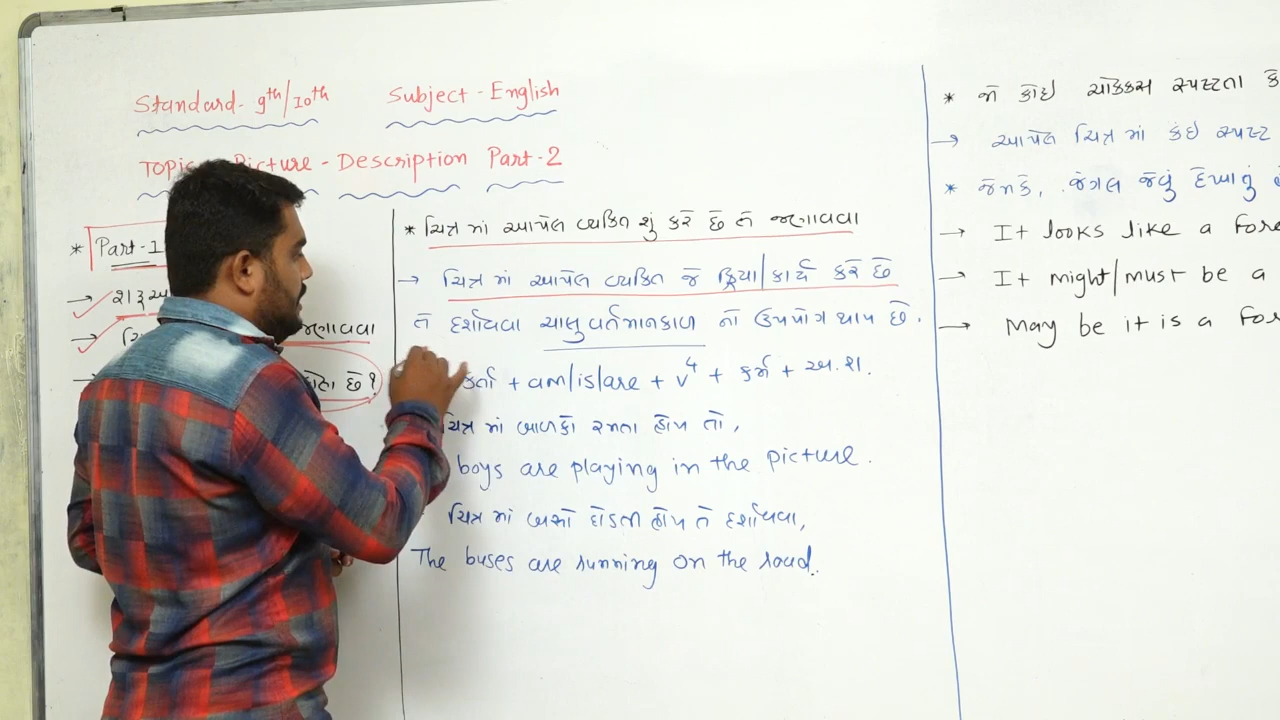 Standard - 9th/10th Subject - English
Picture - Description Part-2
* Part-1
→
→ જણાવવા
→ છે?
* ચિત્ર માં આપેલ વ્યકિત શું કરે છે તે જણાવવા
→ ચિત્ર માં આપેલ વ્યકિત જે ક્રિયા/કાર્ય કરે છે
તે દર્શાવવા ચાલુ વર્તમાનકાળ નો ઉપયોગ થાય છે.
કર્તા + am/is/are + v4 + કર્મ + અ.શ.
ચિત્ર માં બાળકો રમતા હોય તો,
boys are playing in the picture.
ચિત્ર માં બસો દોડતી હોય તે દર્શાવવા,
The buses are running on the road.
* જો કોઇ ચોકકસ સ્પષ્ટતા
→ આપેલ ચિત્ર માં કંઇ સ્પષ્ટ
* જેમકે, જંગલ જેવું દેખાતું
→ It looks like a
→ It might/must be a
→ May be it is a